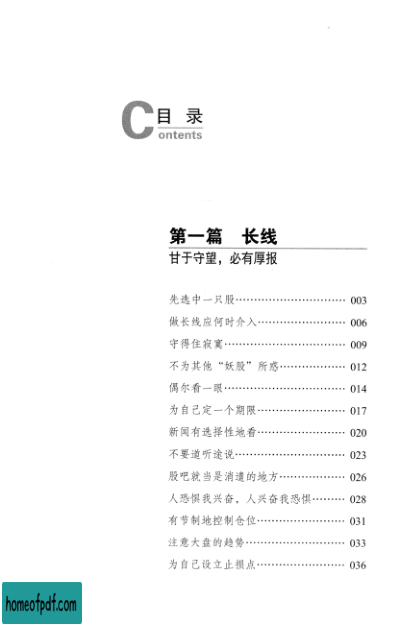 目 录
Contents
第一篇 长线
甘于守望，必有厚报
先选中一只股………………………… 003
做长线应何时介入…………………… 006
守得住寂寞…………………………… 009
不为其他“妖股”所惑……………… 012
偶尔看一眼…………………………… 014
为自己定一个期限…………………… 017
新闻有选择性地看…………………… 020
不要道听途说………………………… 023
股吧就当是消遣的地方……………… 026
人恐惧我兴奋，人兴奋我恐惧……… 028
有节制地控制仓位…………………… 031
注意大盘的趋势……………………… 033
为自己设立止损点…………………… 036
homeofpdf.com